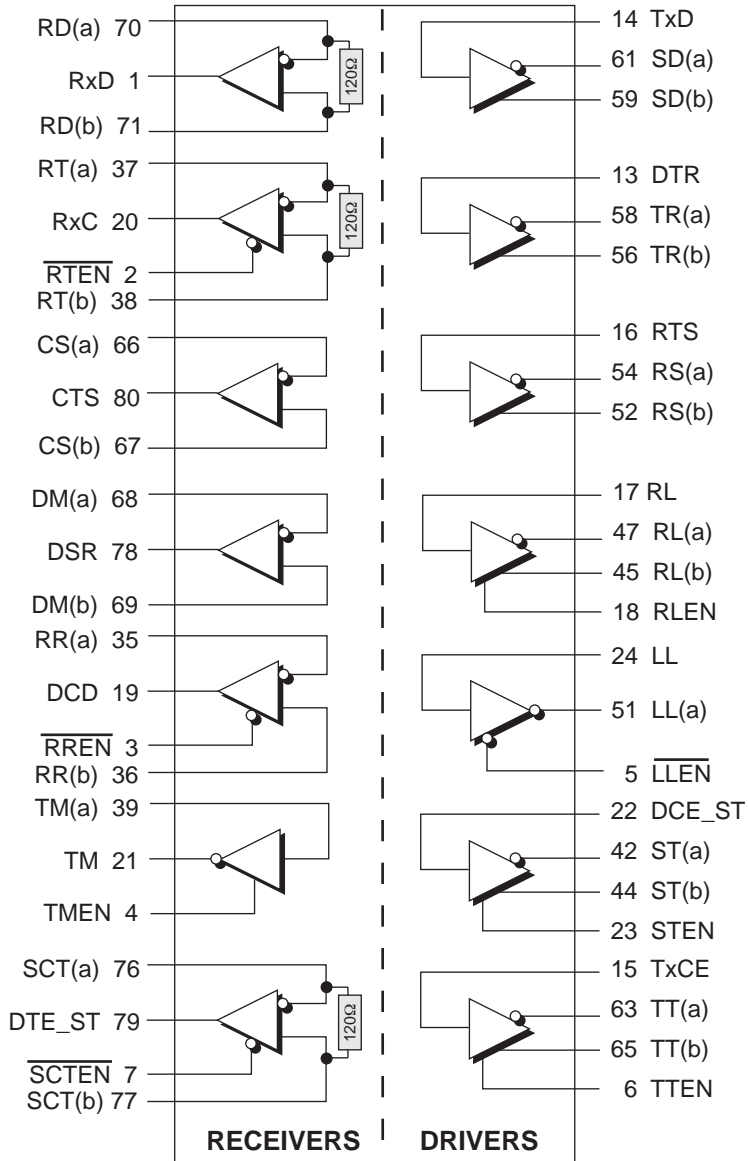 RD(a) 70
RxD 1
RD(b) 71
120Ω
RT(a) 37
RxC 20
RTEN 2
RT(b) 38
120Ω
CS(a) 66
CTS 80
CS(b) 67
DM(a) 68
DSR 78
DM(b) 69
RR(a) 35
DCD 19
RREN 3
RR(b) 36
TM(a) 39
TM 21
TMEN 4
SCT(a) 76
DTE_ST 79
SCTEN 7
SCT(b) 77
120Ω
RECEIVERS
14 TxD
61 SD(a)
59 SD(b)
13 DTR
58 TR(a)
56 TR(b)
16 RTS
54 RS(a)
52 RS(b)
17 RL
47 RL(a)
45 RL(b)
18 RLEN
24 LL
51 LL(a)
5 LLEN
22 DCE_ST
42 ST(a)
44 ST(b)
23 STEN
15 TxCE
63 TT(a)
65 TT(b)
6 TTEN
DRIVERS